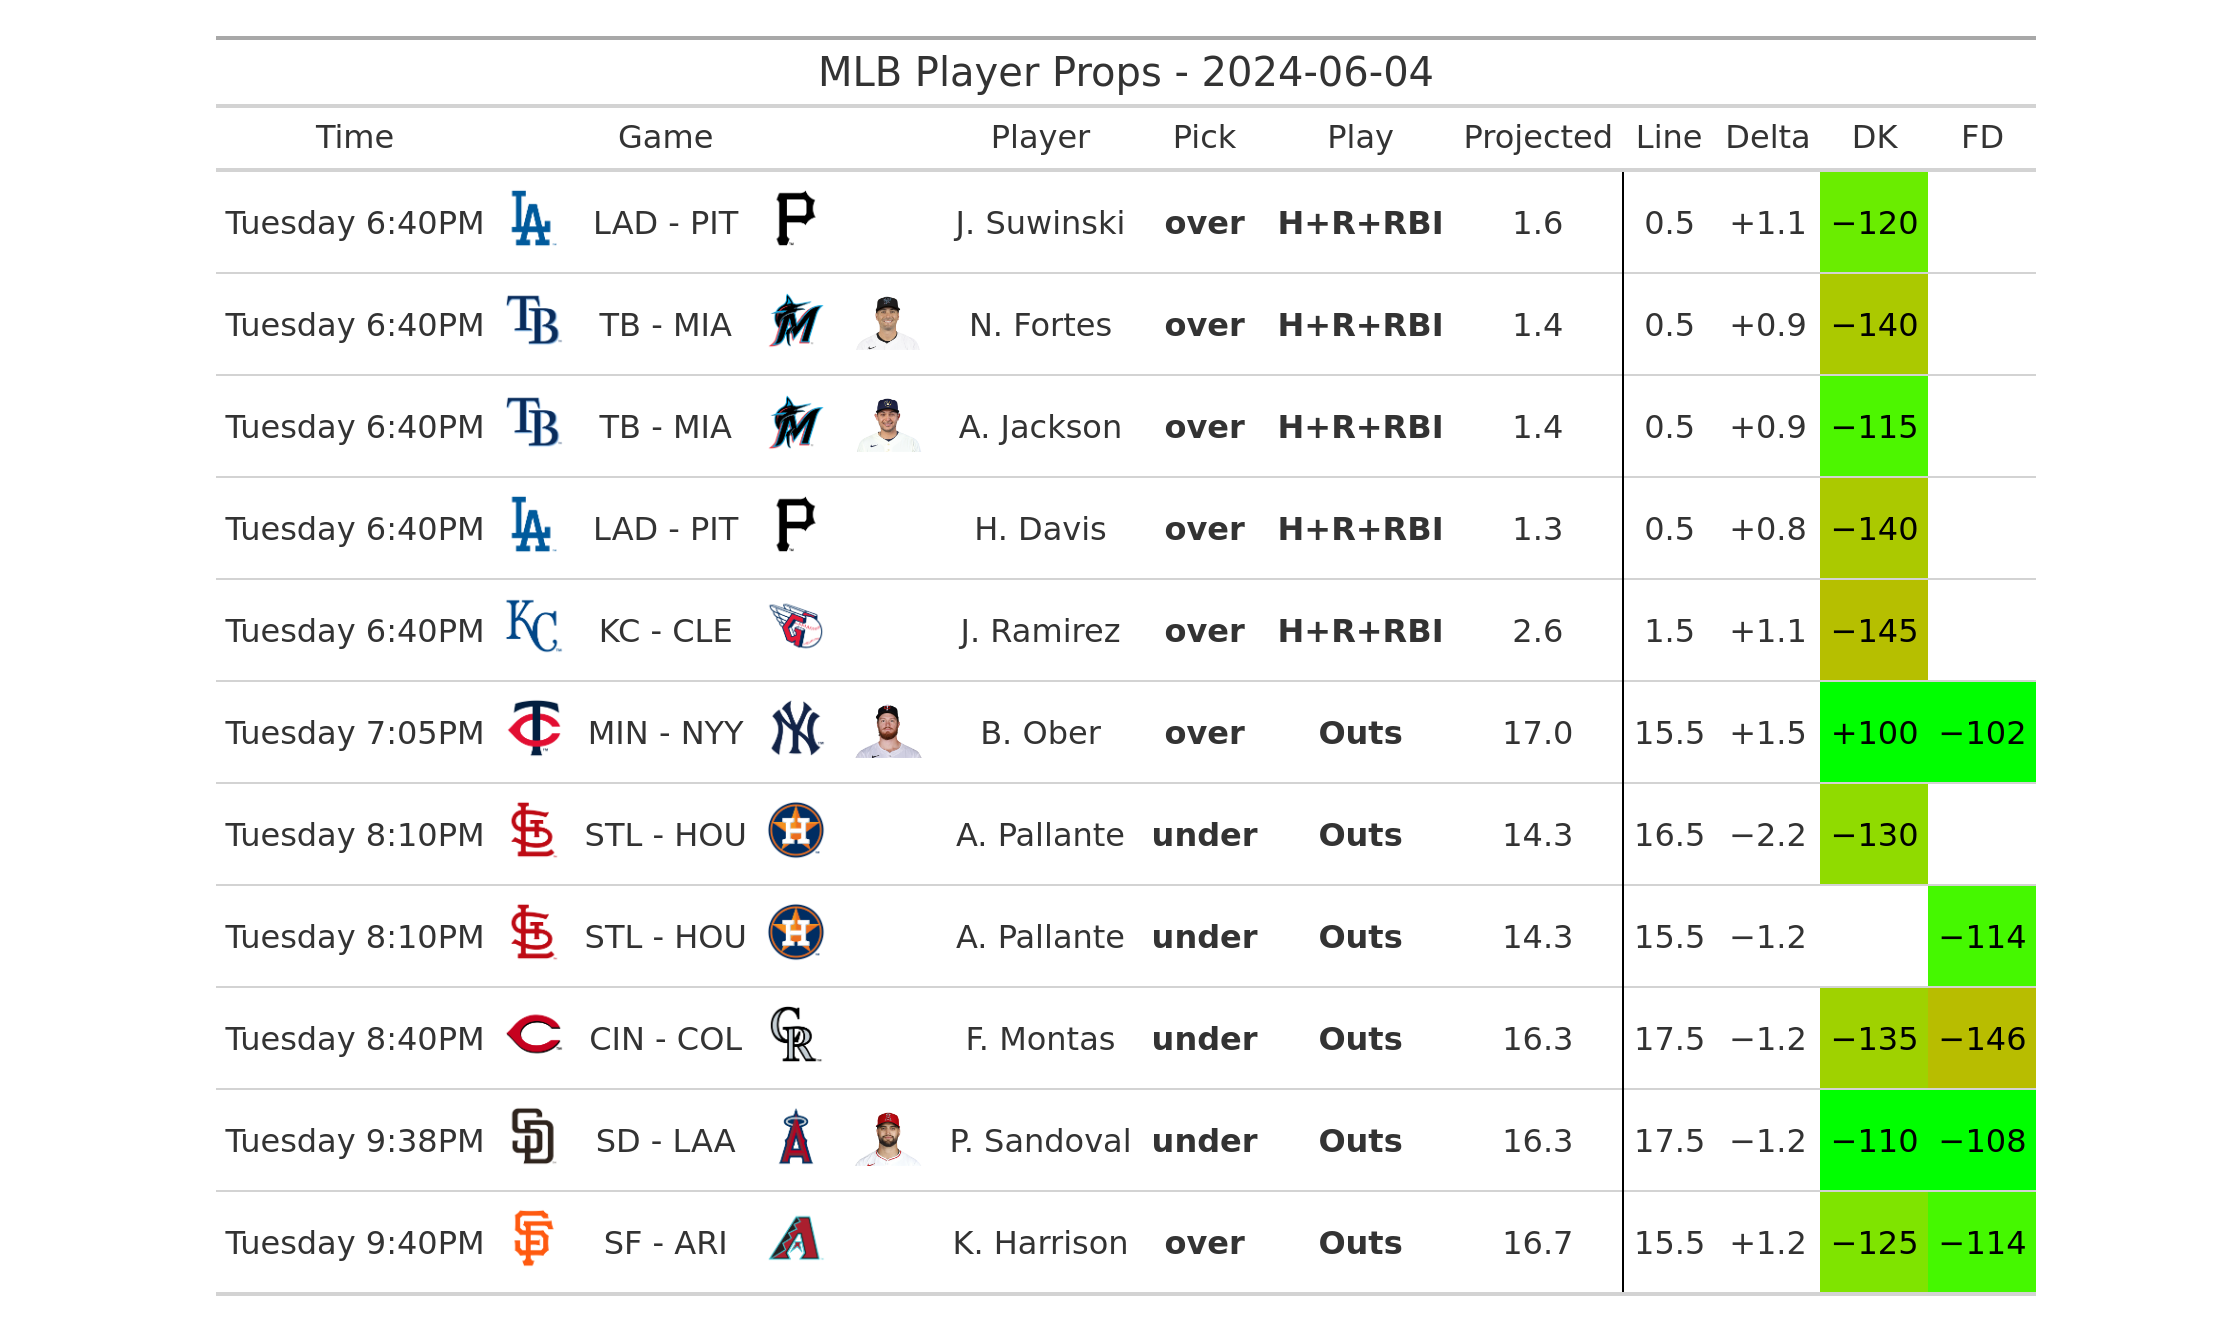 MLB Player Props - 2024-06-04
Time Game Player Pick Play Projected Line Delta DK FD
Tuesday 6:40PM LAD - PIT J. Suwinski over H+R+RBI 1.6 0.5 +1.1 −120
Tuesday 6:40PM TB - MIA N. Fortes over H+R+RBI 1.4 0.5 +0.9 −140
Tuesday 6:40PM TB - MIA A. Jackson over H+R+RBI 1.4 0.5 +0.9 −115
Tuesday 6:40PM LAD - PIT H. Davis over H+R+RBI 1.3 0.5 +0.8 −140
Tuesday 6:40PM KC - CLE J. Ramirez over H+R+RBI 2.6 1.5 +1.1 −145
Tuesday 7:05PM MIN - NYY B. Ober over Outs 17.0 15.5 +1.5 +100 −102
Tuesday 8:10PM STL - HOU A. Pallante under Outs 14.3 16.5 −2.2 −130
Tuesday 8:10PM STL - HOU A. Pallante under Outs 14.3 15.5 −1.2 −114
Tuesday 8:40PM CIN - COL F. Montas under Outs 16.3 17.5 −1.2 −135 −146
Tuesday 9:38PM SD - LAA P. Sandoval under Outs 16.3 17.5 −1.2 −110 −108
Tuesday 9:40PM SF - ARI K. Harrison over Outs 16.7 15.5 +1.2 −125 −114